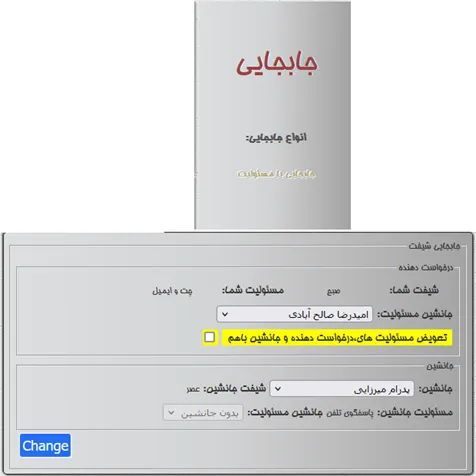 جابجایی
انواع جابجایی:
جابجایی با مسئولیت
جابجایی شیفت
درخواست دهنده
شیفت شما: صبح مسئولیت شما: چت و ایمیل
جانشین مسئولیت: امیدرضا صالح آبادی
تعویض مسئولیت های،درخواست دهنده و جانشین باهم
جانشین
جانشین: پدرام میرزایی شیفت جانشین: عصر
مسئولیت جانشین: پاسخگوی تلفن جانشین مسئولیت: بدون جانشین
Change